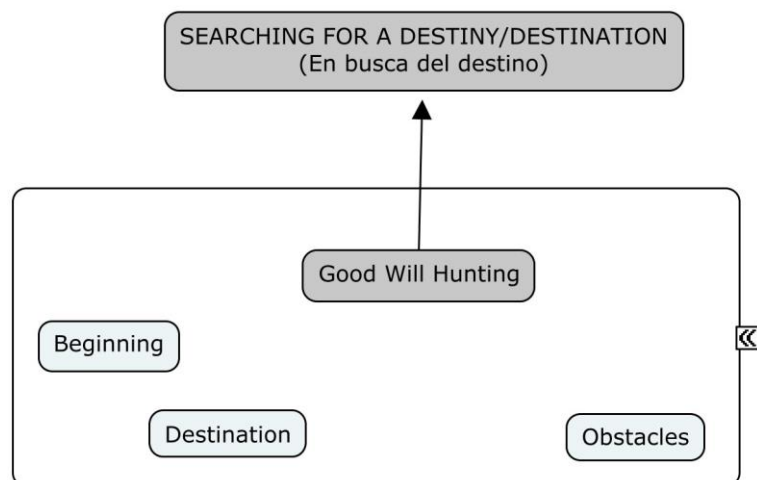 SEARCHING FOR A DESTINY/DESTINATION
(En busca del destino)
Good Will Hunting
Beginning
Destination
Obstacles